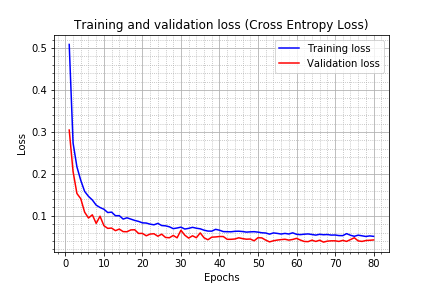 Training and validation loss (Cross Entropy Loss)
Training loss
Validation loss
0.5
0.4
0.3
0.2
0.1
Loss
0 10 20 30 40 50 60 70 80
Epochs